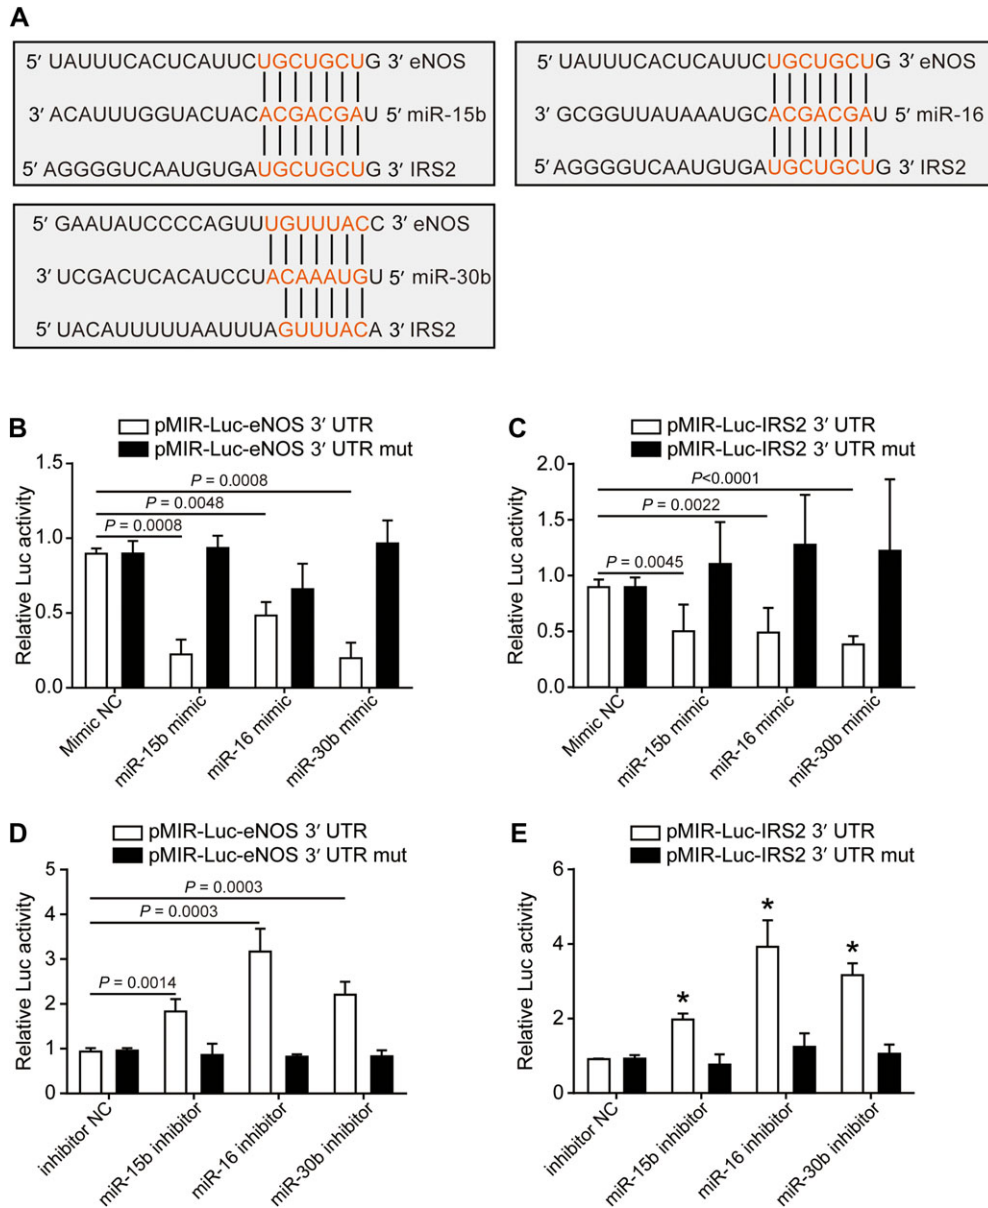 A
5′ UAUUUCACUCAUUCUGCUGCUG 3′ eNOS
3′ ACAUUUGGUACUACACGACGAU 5′ miR-15b
5′ AGGGGUCAAUGUGAUGCUGCUG 3′ IRS2
5′ UAUUUCACUCAUUCUGCUGCUG 3′ eNOS
3′ GCGGUUAUAAAUGCACGACGAU 5′ miR-16
5′ AGGGGUCAAUGUGAUGCUGCUG 3′ IRS2
5′ GAAUAUCCCCAGUUUGUUUACC 3′ eNOS
3′ UCGACUCACAUCCUACAAAUGU 5′ miR-30b
5′ UACAUUUUUAAUUUAGUUUACA 3′ IRS2
B
pMIR-Luc-eNOS 3′ UTR
pMIR-Luc-eNOS 3′ UTR mut
Relative Luc activity
1.5
1.0
0.5
0.0
P = 0.0008
P = 0.0048
P = 0.0008
Mimic NC
miR-15b mimic
miR-16 mimic
miR-30b mimic
C
pMIR-Luc-IRS2 3′ UTR
pMIR-Luc-IRS2 3′ UTR mut
Relative Luc activity
2.0
1.5
1.0
0.5
0.0
P<0.0001
P = 0.0022
P = 0.0045
Mimic NC
miR-15b mimic
miR-16 mimic
miR-30b mimic
D
pMIR-Luc-eNOS 3′ UTR
pMIR-Luc-eNOS 3′ UTR mut
Relative Luc activity
5
4
3
2
1
0
P = 0.0003
P = 0.0003
P = 0.0014
inhibitor NC
miR-15b inhibitor
miR-16 inhibitor
miR-30b inhibitor
E
pMIR-Luc-IRS2 3′ UTR
pMIR-Luc-IRS2 3′ UTR mut
Relative Luc activity
6
4
2
0
*
*
*
inhibitor NC
miR-15b inhibitor
miR-16 inhibitor
miR-30b inhibitor